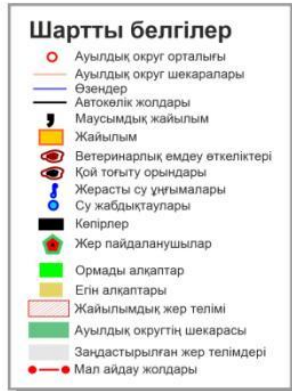 Шартты белгілер
Ауылдық округ орталығы
Ауылдық округ шекаралары
Өзендер
Автокөлік жолдары
Маусымдық жайылым
Жайылым
Ветеринарлық емдеу өткеліктері
Қой тоғыту орындары
Жерасты су ұңғымалары
Су жабдықтаулары
Көпірлер
Жер пайдаланушылар
Ормады алқаптар
Егін алқаптары
Жайылымдық жер телімі
Ауылдық округтің шекарасы
Заңдастырылған жер телімдері
Мал айдау жолдары